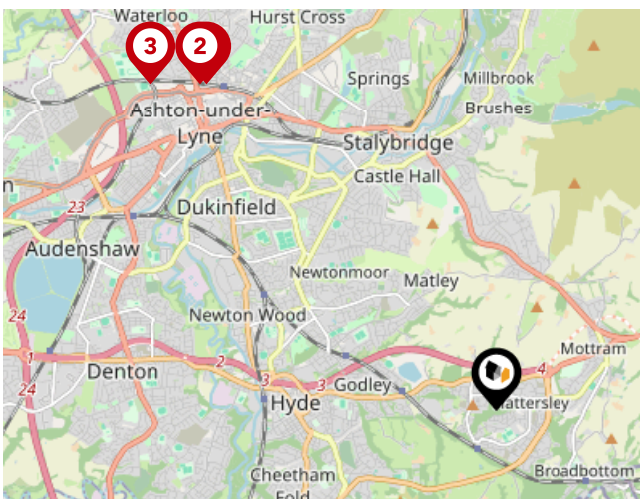 Waterloo
Hurst Cross
3
2
Springs
Millbrook
Brushes
Ashton-under-
Lyne
Stalybridge
Castle Hall
n
23
Dukinfield
Audenshaw
Newtonmoor
Matley
24
Newton Wood
Mottram
1
2
4
Denton
3
3
Godley
24
Hyde
attersley
Broadbottom
Cheetham
Fold